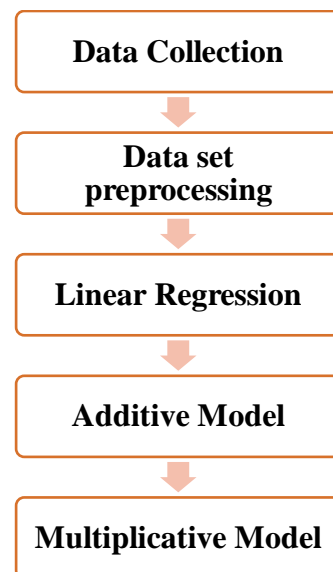 Data Collection
Data set
preprocessing
Linear Regression
Additive Model
Multiplicative Model